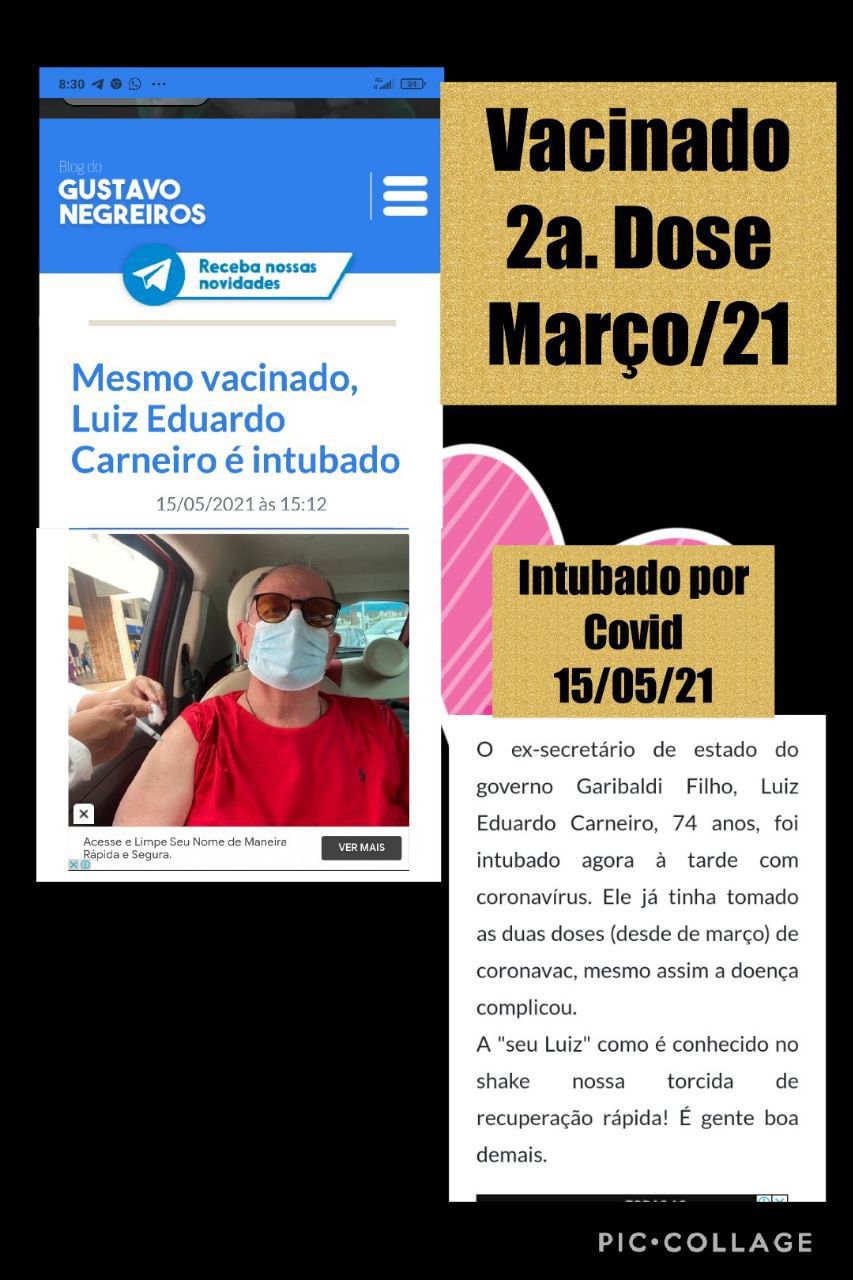 8:30
4G
94
Blog do
GUSTAVO
NEGREIROS
Receba nossas
novidades
Mesmo vacinado,
Luiz Eduardo
Carneiro é intubado
15/05/2021 às 15:12
Acesse e Limpe Seu Nome de Maneira
Rápida e Segura.
VER MAIS
Vacinado
2a. Dose
Março/21
Intubado por
Covid
15/05/21
O ex-secretário de estado do
governo Garibaldi Filho, Luiz
Eduardo Carneiro, 74 anos, foi
intubado agora à tarde com
coronavírus. Ele já tinha tomado
as duas doses (desde de março) de
coronavac, mesmo assim a doença
complicou.
A "seu Luiz" como é conhecido no
shake nossa torcida de
recuperação rápida! É gente boa
demais.
PIC•COLLAGE